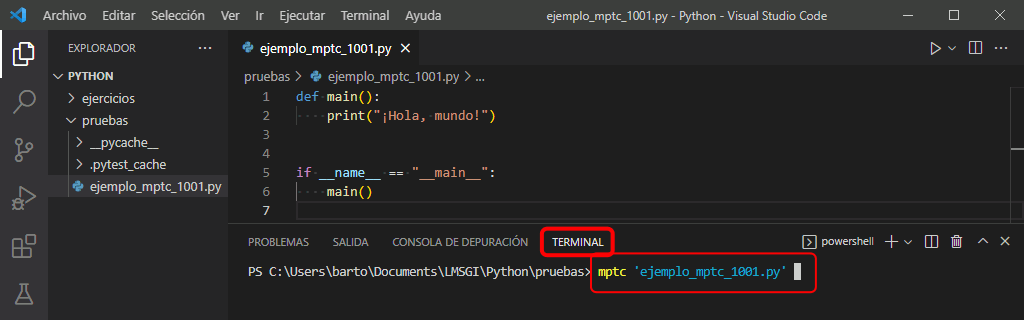 Archivo Editar Selección Ver Ir Ejecutar Terminal Ayuda ejemplo_mptc_1001.py - Python - Visual Studio Code
EXPLORADOR
PYTHON
ejercicios
pruebas
__pycache__
.pytest_cache
ejemplo_mptc_1001.py
ejemplo_mptc_1001.py
pruebas > ejemplo_mptc_1001.py > ...
1 def main():
2 ····print("¡Hola, mundo!")
3
4
5 if __name__ == "__main__":
6 ····main()
7
PROBLEMAS SALIDA CONSOLA DE DEPURACIÓN TERMINAL powershell
PS C:\Users\barto\Documents\LMSGI\Python\pruebas> mptc 'ejemplo_mptc_1001.py'